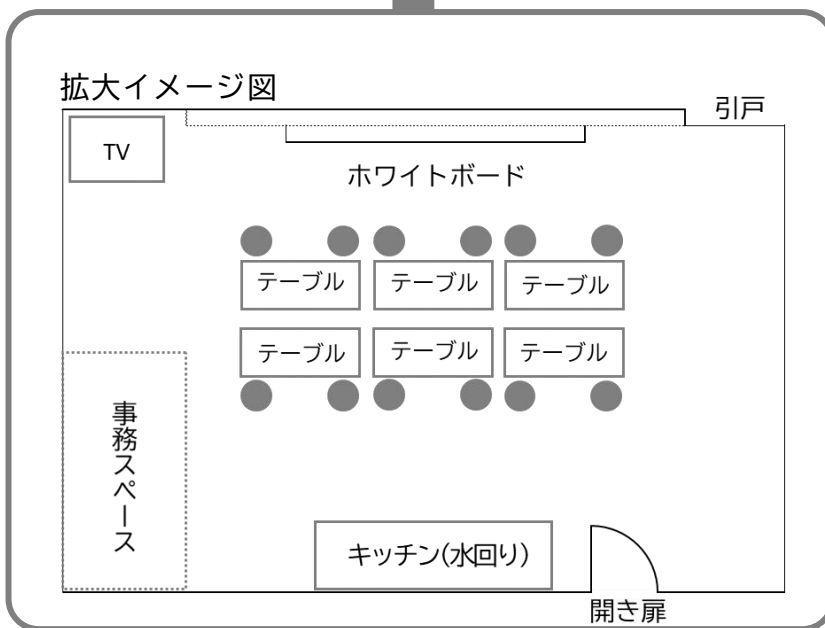 拡大イメージ図
引戸
TV
ホワイトボード
テーブル
テーブル
テーブル
テーブル
テーブル
テーブル
事務スペース
キッチン(水回り)
開き扉